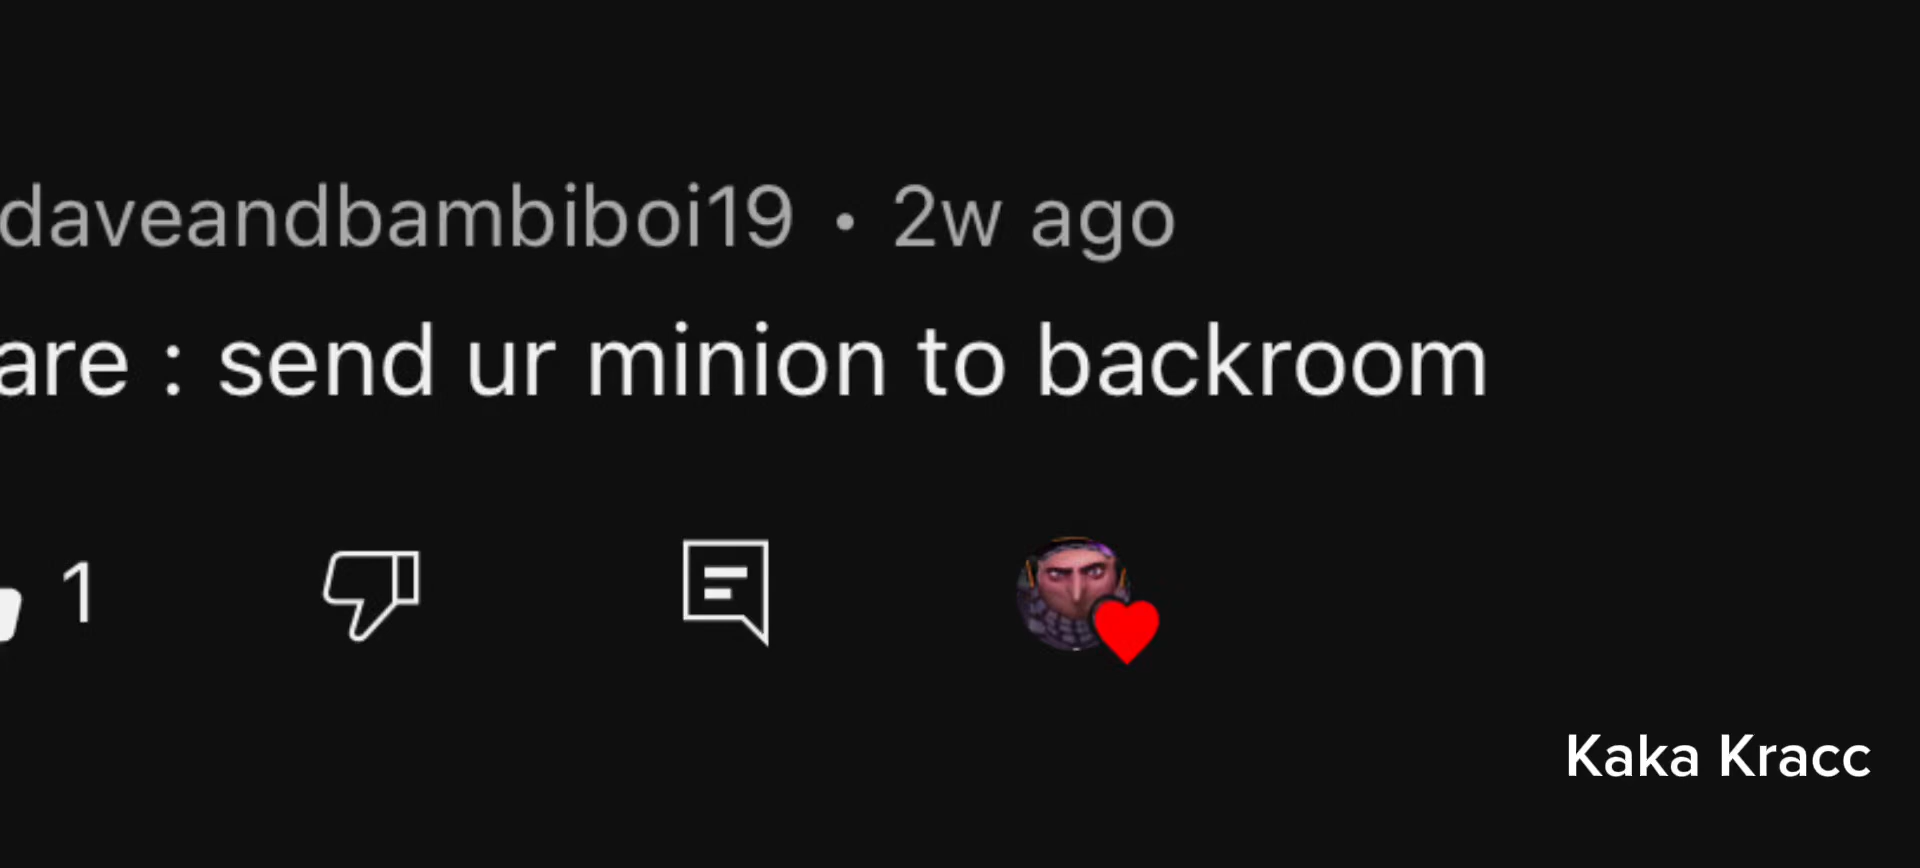 daveandbambiboi19 • 2w ago
are : send ur minion to backroom
1
Kaka Kracc